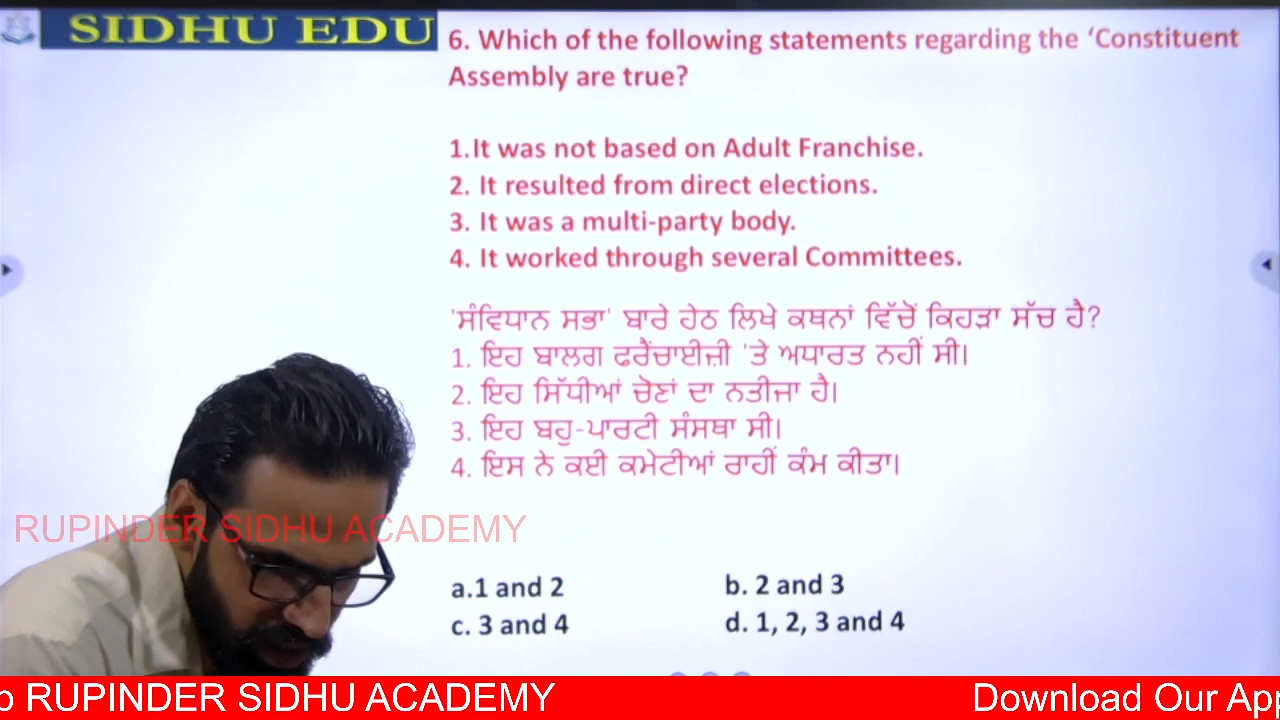 SIDHU EDU
6. Which of the following statements regarding the ‘Constituent
Assembly are true?
1.It was not based on Adult Franchise.
2. It resulted from direct elections.
3. It was a multi-party body.
4. It worked through several Committees.
'ਸੰਵਿਧਾਨ ਸਭਾ' ਬਾਰੇ ਹੇਠ ਲਿਖੇ ਕਥਨਾਂ ਵਿੱਚੋਂ ਕਿਹੜਾ ਸੱਚ ਹੈ?
1. ਇਹ ਬਾਲਗ ਫਰੈਂਚਾਈਜ਼ੀ 'ਤੇ ਅਧਾਰਤ ਨਹੀਂ ਸੀ।
2. ਇਹ ਸਿੱਧੀਆਂ ਚੋਣਾਂ ਦਾ ਨਤੀਜਾ ਹੈ।
3. ਇਹ ਬਹੁ-ਪਾਰਟੀ ਸੰਸਥਾ ਸੀ।
4. ਇਸ ਨੇ ਕਈ ਕਮੇਟੀਆਂ ਰਾਹੀਂ ਕੰਮ ਕੀਤਾ।
RUPINDER SIDHU ACADEMY
a.1 and 2
b. 2 and 3
c. 3 and 4
d. 1, 2, 3 and 4
RUPINDER SIDHU ACADEMY
Download Our